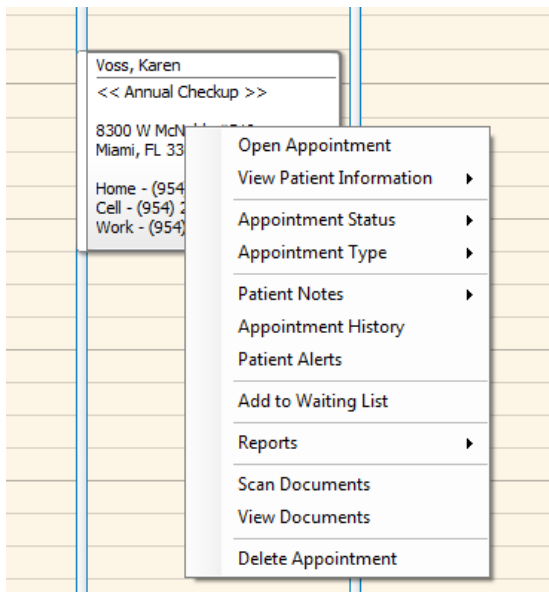 Voss, Karen
<< Annual Checkup >>
8300 W
Miami, FL 33
Home - (954
Cell - (954) 2
Work - (954)
Open Appointment
View Patient Information
Appointment Status
Appointment Type
Patient Notes
Appointment History
Patient Alerts
Add to Waiting List
Reports
Scan Documents
View Documents
Delete Appointment